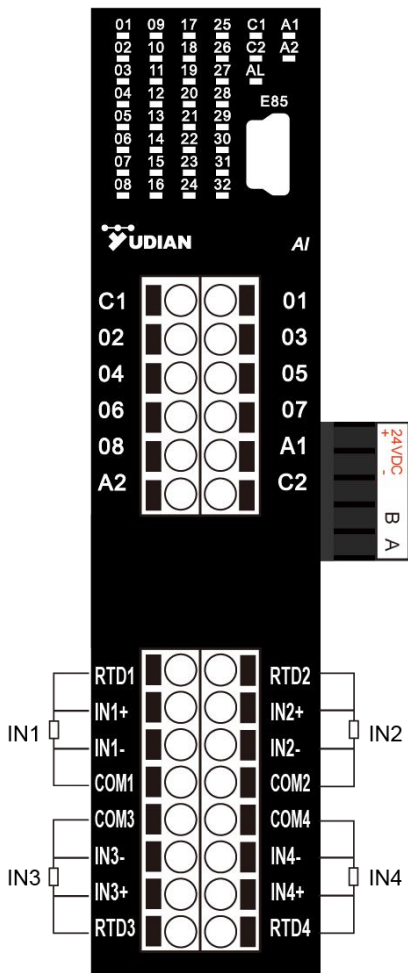 01 09 17 25 C1 A1
02 10 18 26 C2 A2
03 11 19 27 AL
04 12 20 28
05 13 21 29
06 14 22 30
07 15 23 31
08 16 24 32
E85
YUDIAN AI
C1 01
02 03
04 05
06 07
08 A1
A2 C2
24VDC
+ -
B A
RTD1 RTD2
IN1+ IN2+
IN1 IN1- IN2- IN2
COM1 COM2
COM3 COM4
IN3- IN4-
IN3 IN3+ IN4+ IN4
RTD3 RTD4